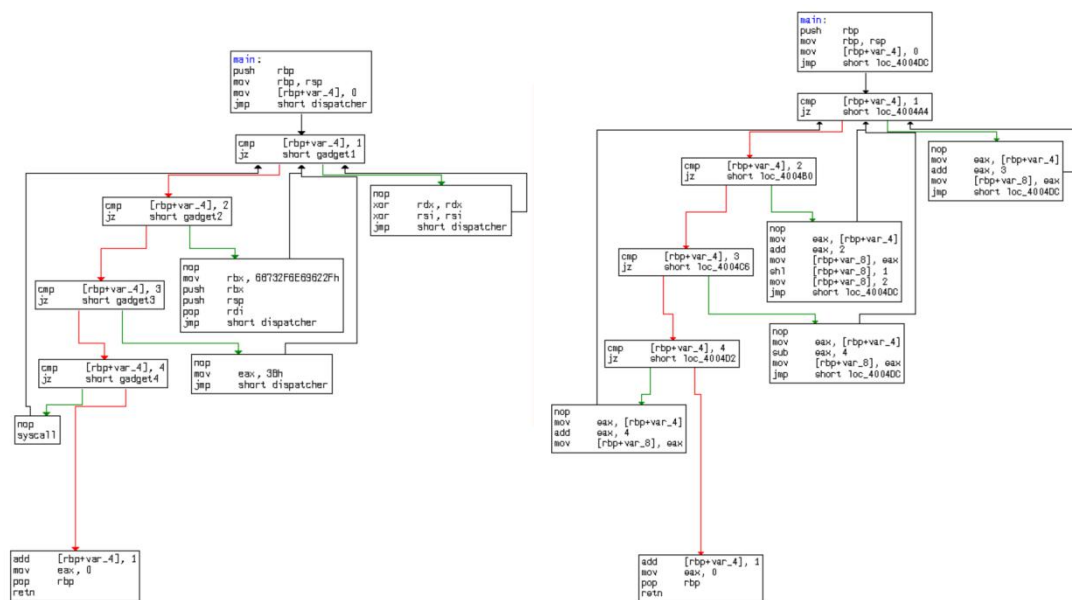 main:
push rbp
mov rbp, rsp
mov [rbp+var_4], 0
jmp short dispatcher
cmp [rbp+var_4], 1
jz short gadget1
nop
xor rdx, rdx
xor rsi, rsi
jmp short dispatcher
cmp [rbp+var_4], 2
jz short gadget2
nop
mov rbx, 68732F6E69622Fh
push rbx
push rsp
pop rdi
jmp short dispatcher
cmp [rbp+var_4], 3
jz short gadget3
nop
mov eax, 3Bh
jmp short dispatcher
cmp [rbp+var_4], 4
jz short gadget4
nop
syscall
add [rbp+var_4], 1
mov eax, 0
pop rbp
retn
main:
push rbp
mov rbp, rsp
mov [rbp+var_4], 0
jmp short loc_4004DC
cmp [rbp+var_4], 1
jz short loc_4004A4
nop
mov eax, [rbp+var_4]
add eax, 3
mov [rbp+var_8], eax
jmp short loc_4004DC
cmp [rbp+var_4], 2
jz short loc_4004B0
nop
mov eax, [rbp+var_4]
add eax, 2
mov [rbp+var_8], eax
shl [rbp+var_8], 1
mov [rbp+var_8], 2
jmp short loc_4004DC
cmp [rbp+var_4], 3
jz short loc_4004C6
nop
mov eax, [rbp+var_4]
sub eax, 4
mov [rbp+var_8], eax
jmp short loc_4004DC
cmp [rbp+var_4], 4
jz short loc_4004D2
nop
mov eax, [rbp+var_4]
add eax, 4
mov [rbp+var_8], eax
add [rbp+var_4], 1
mov eax, 0
pop rbp
retn